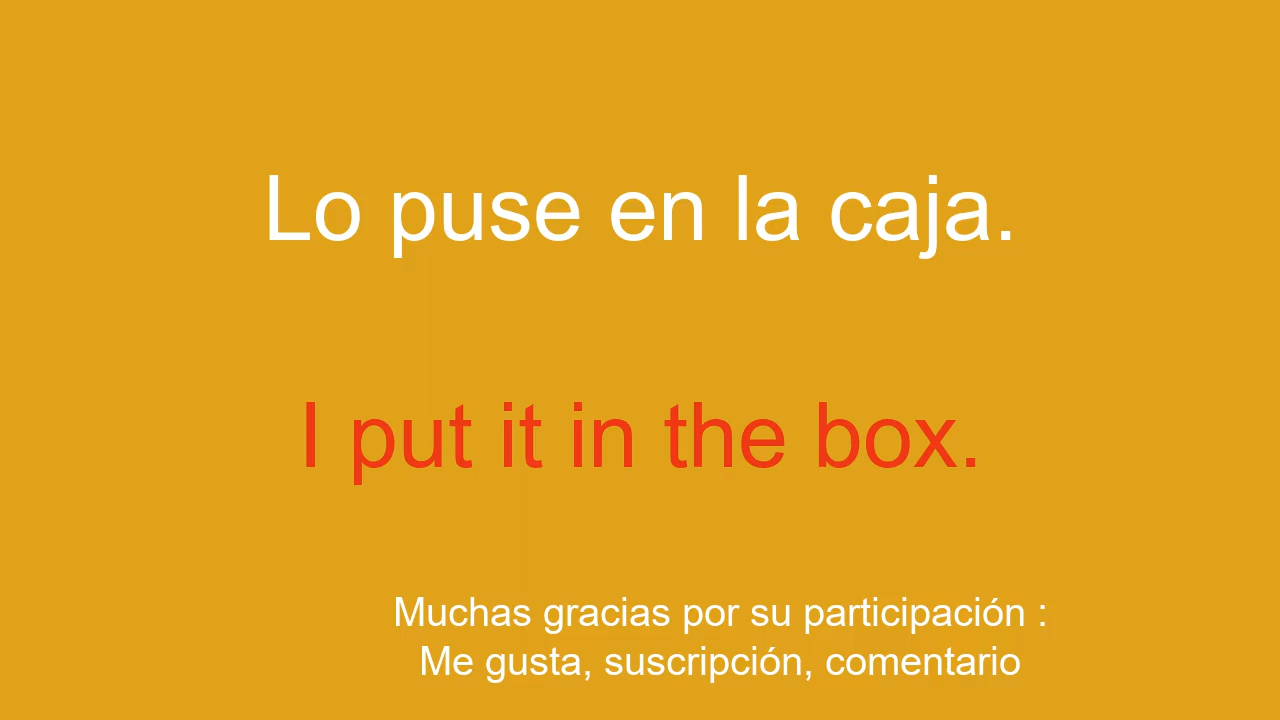 Lo puse en la caja.
I put it in the box.
Muchas gracias por su participación :
Me gusta, suscripción, comentario